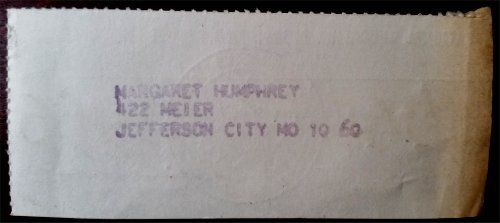 MARGARET HUMPHREY
422 MEIER
JEFFERSON CITY MO 10 60